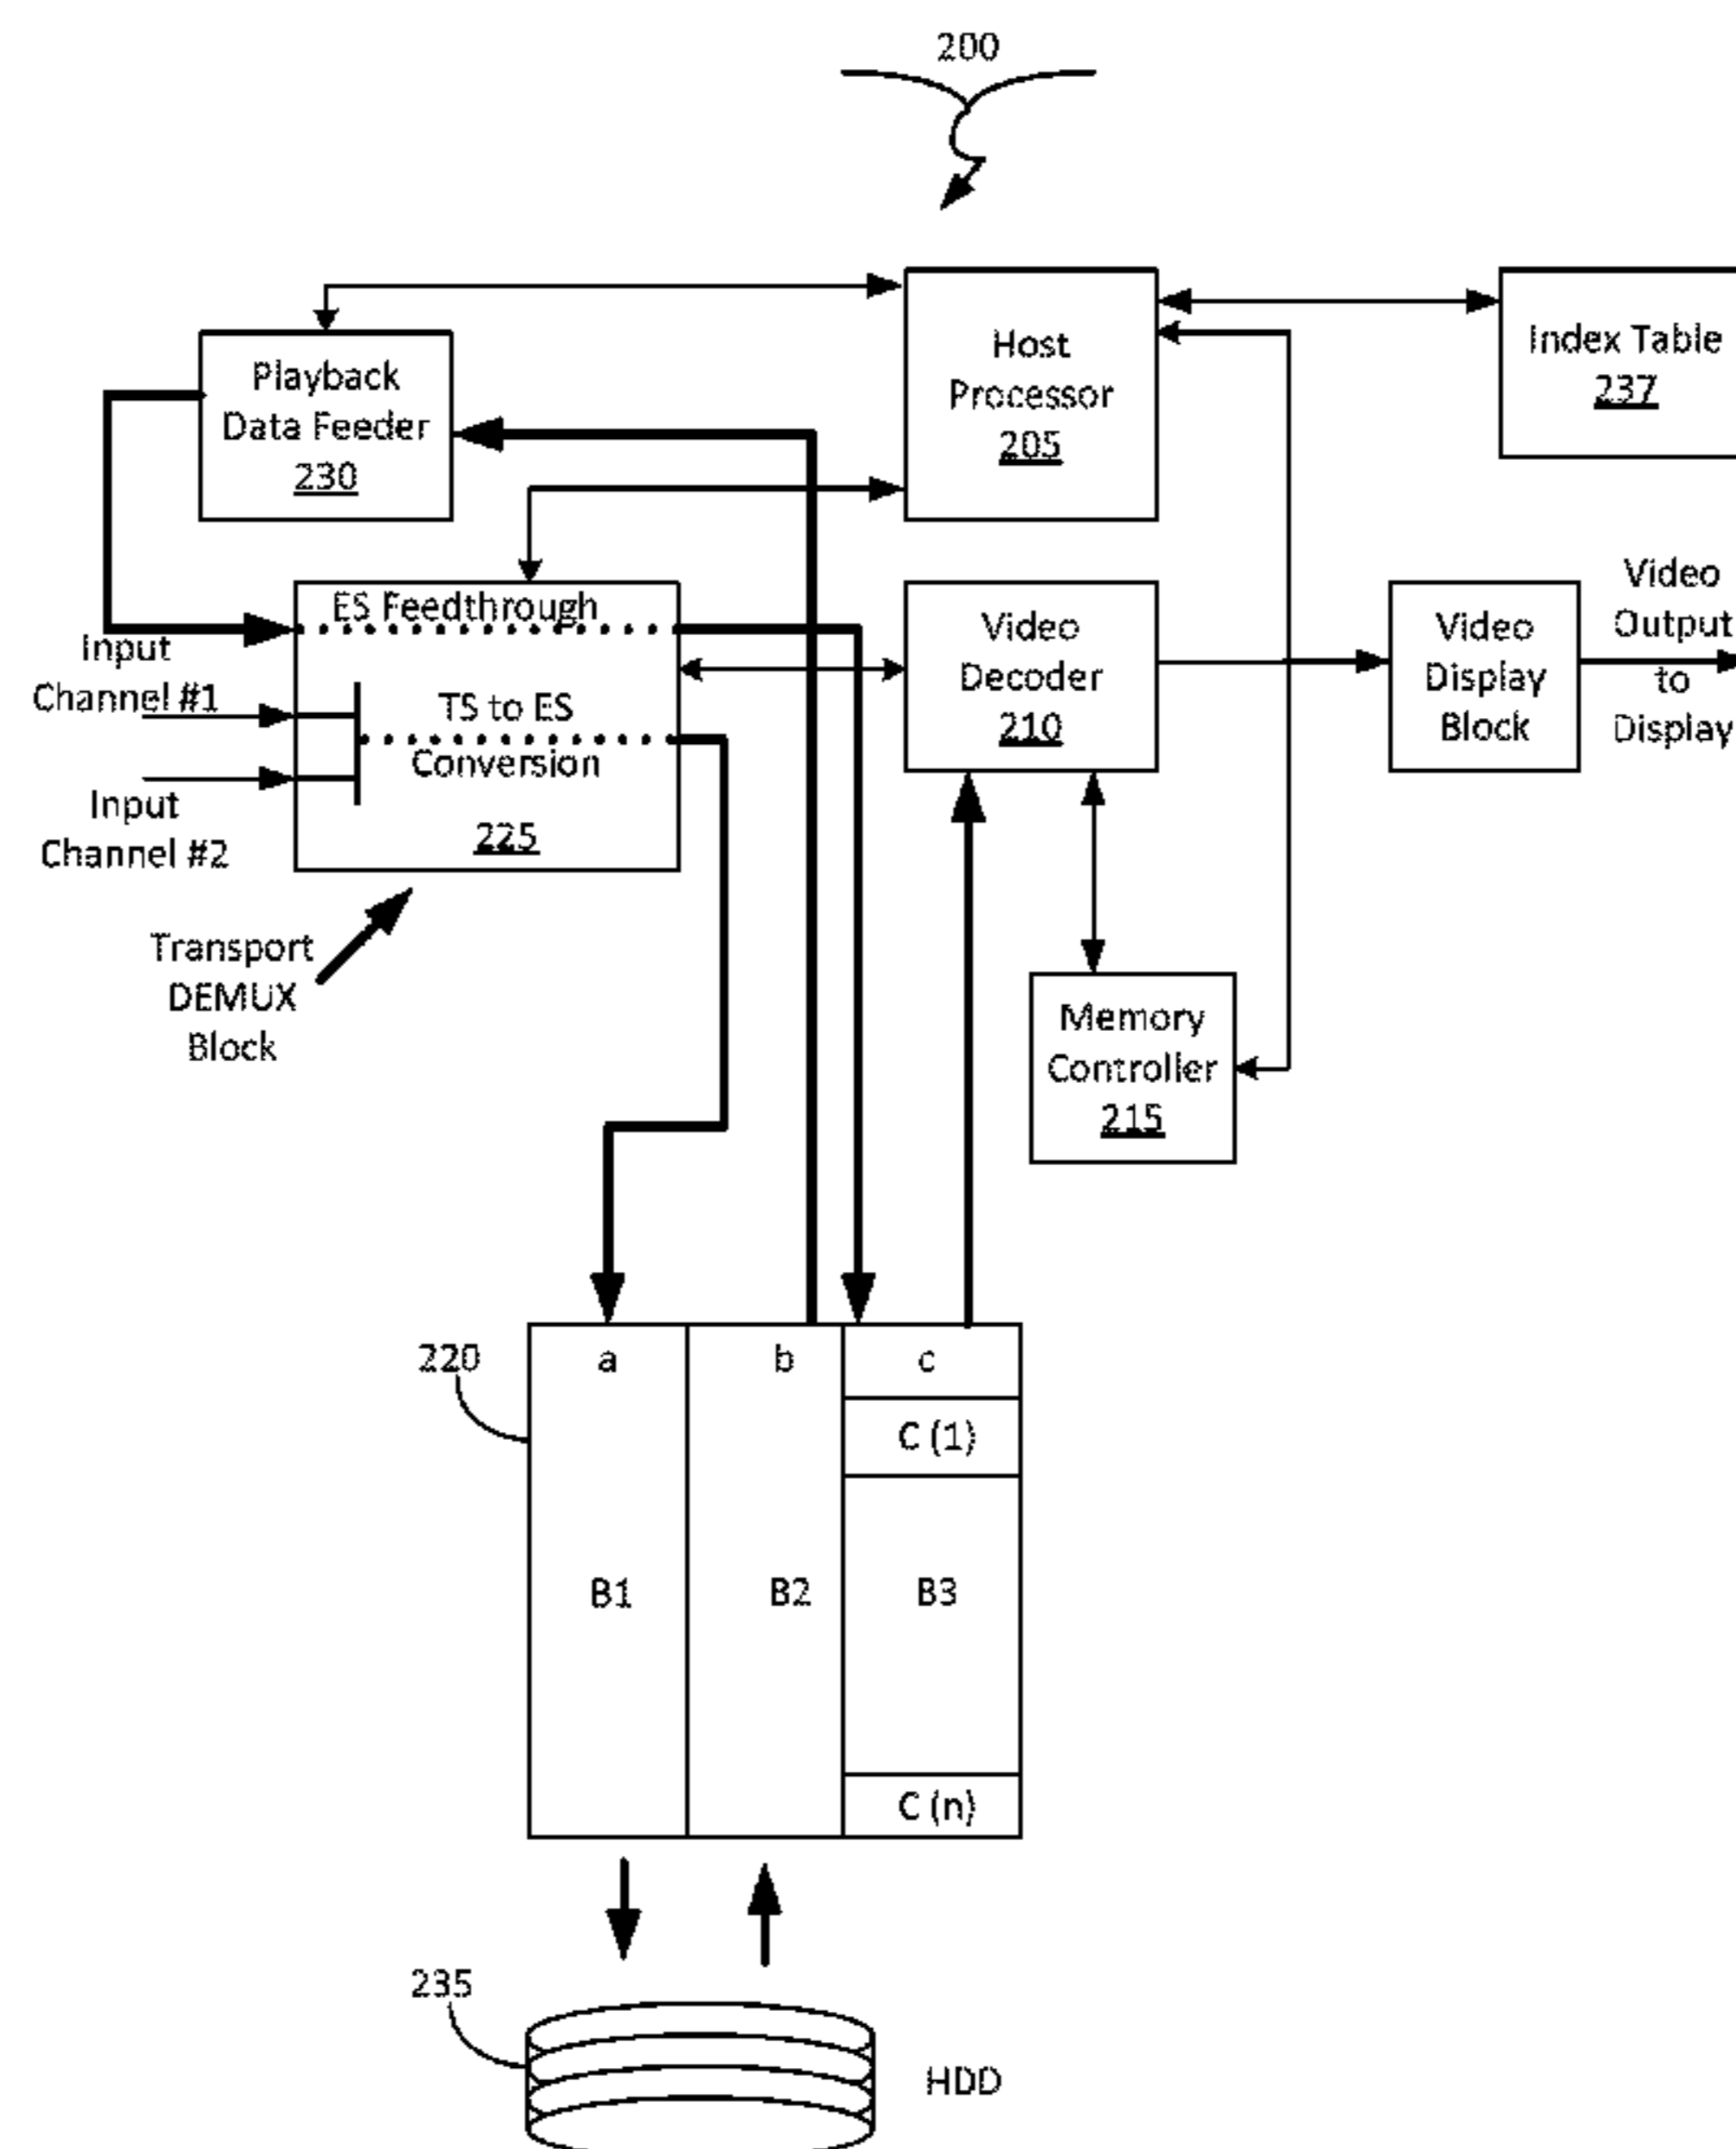 200
Playback
Data Feeder
230
Host
Processor
205
Index Table
237
ES Feedthrough
Input
Channel #1
TS to ES
Conversion
Input
Channel #2
225
Video
Decoder
210
Video
Display
Block
Video
Output
to
Display
Transport
DEMUX
Block
Memory
Controller
215
220
a
b
c
C (1)
B1
B2
B3
C (n)
235
HDD